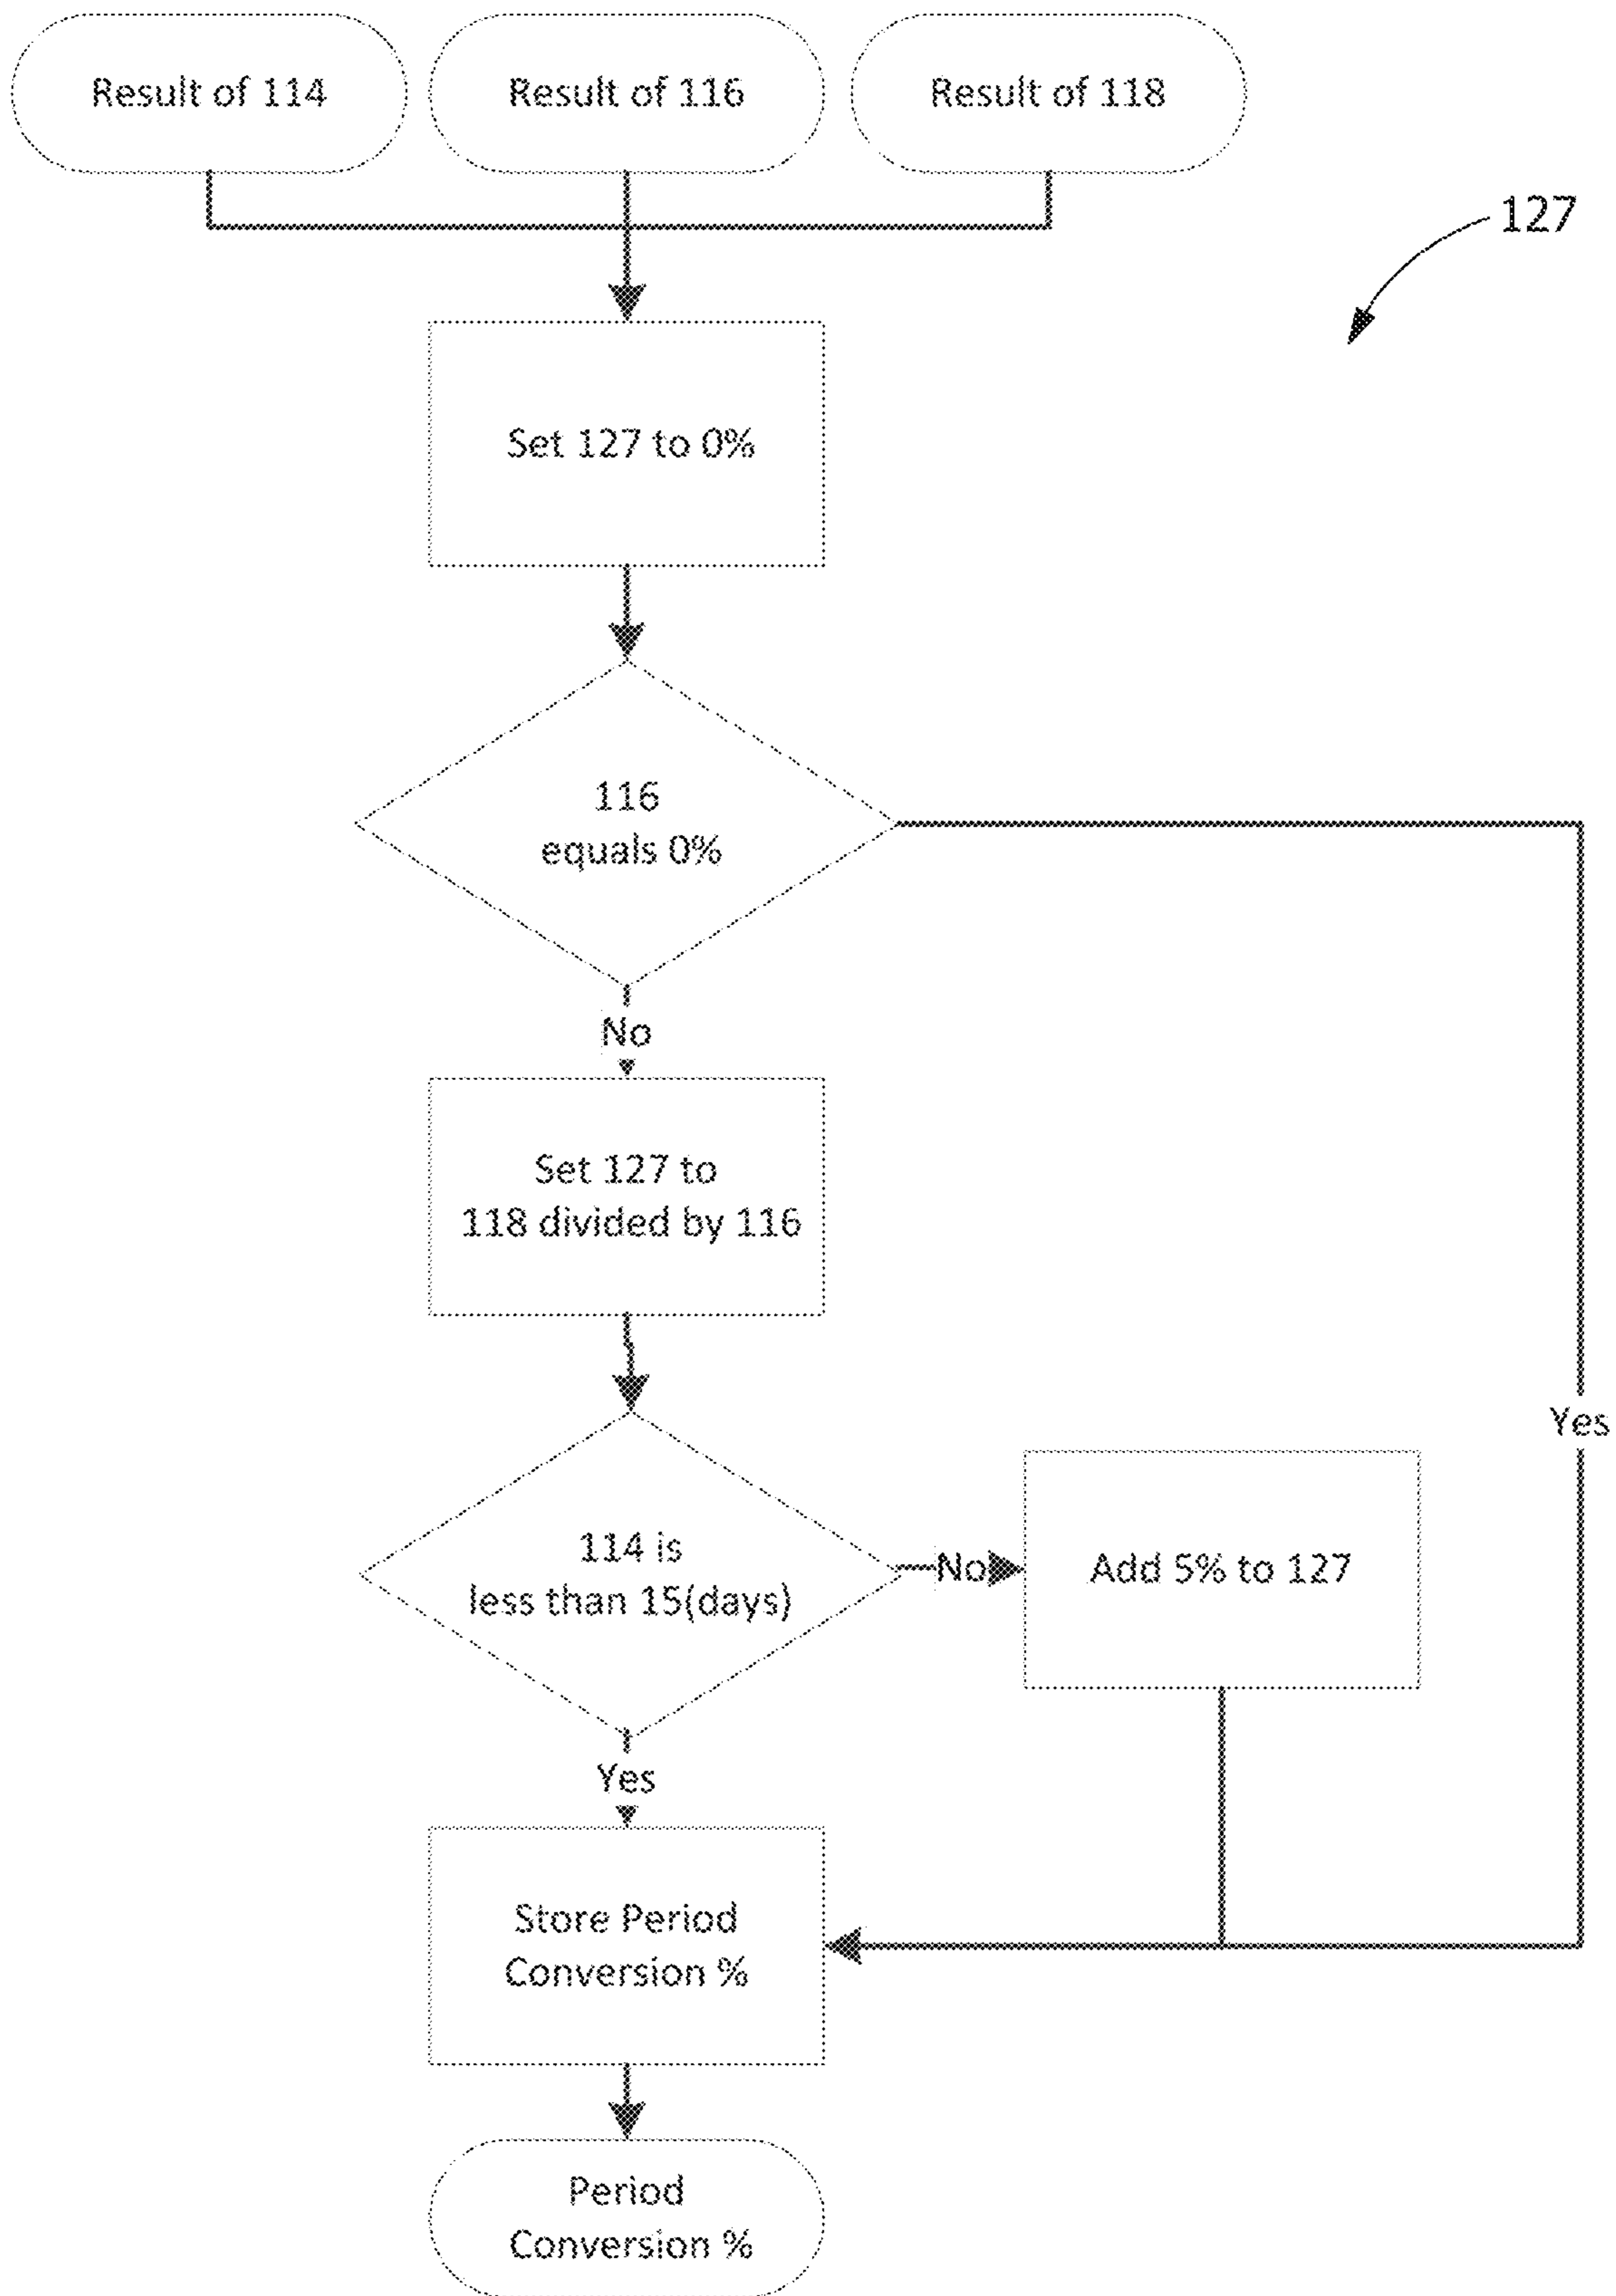 Result of 114
Result of 116
Result of 118
127
Set 127 to 0%
116
equals 0%
No
Set 127 to
118 divided by 116
Yes
114 is
less than 15(days)
No
Add 5% to 127
Yes
Store Period
Conversion %
Period
Conversion %